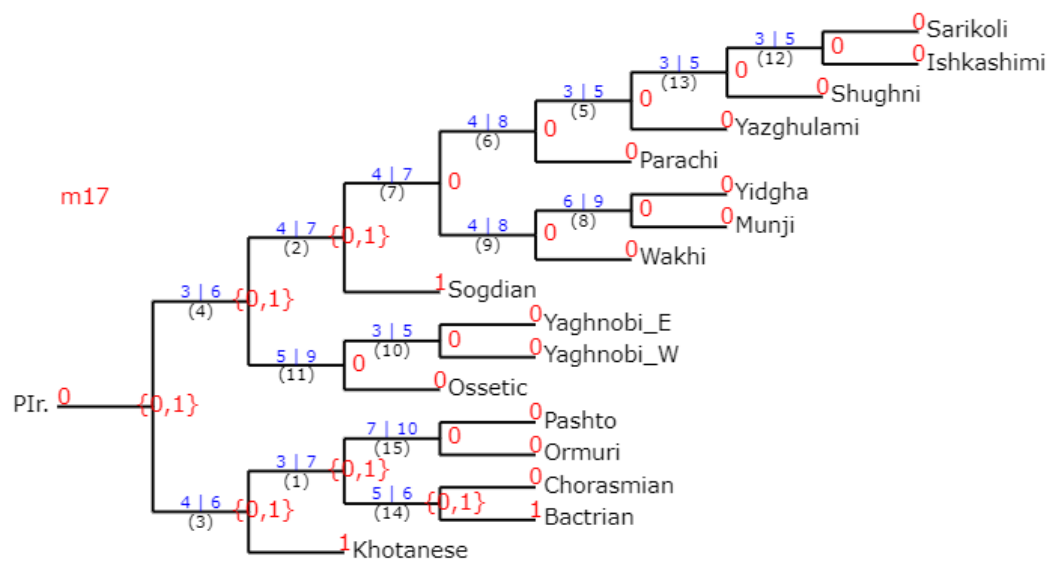 0 Sarikoli
3 | 5
(12)
0
0 Ishkashimi
3 | 5
(13)
0
0 Shughni
3 | 5
(5)
0
0 Yazghulami
4 | 8
(6)
0
0 Parachi
4 | 7
(7)
0
m17
6 | 9
(8)
0
0 Yidgha
0 Munji
4 | 8
(9)
0
0 Wakhi
4 | 7
(2)
{0,1}
1 Sogdian
3 | 6
(4)
{0,1}
0 Yaghnobi_E
3 | 5
(10)
0
0 Yaghnobi_W
5 | 9
(11)
0
0 Ossetic
PIr. 0
{0,1}
0 Pashto
7 | 10
(15)
0
0 Ormuri
3 | 7
(1)
{0,1}
0 Chorasmian
5 | 6
(14)
{0,1}
1 Bactrian
4 | 6
(3)
{0,1}
1 Khotanese